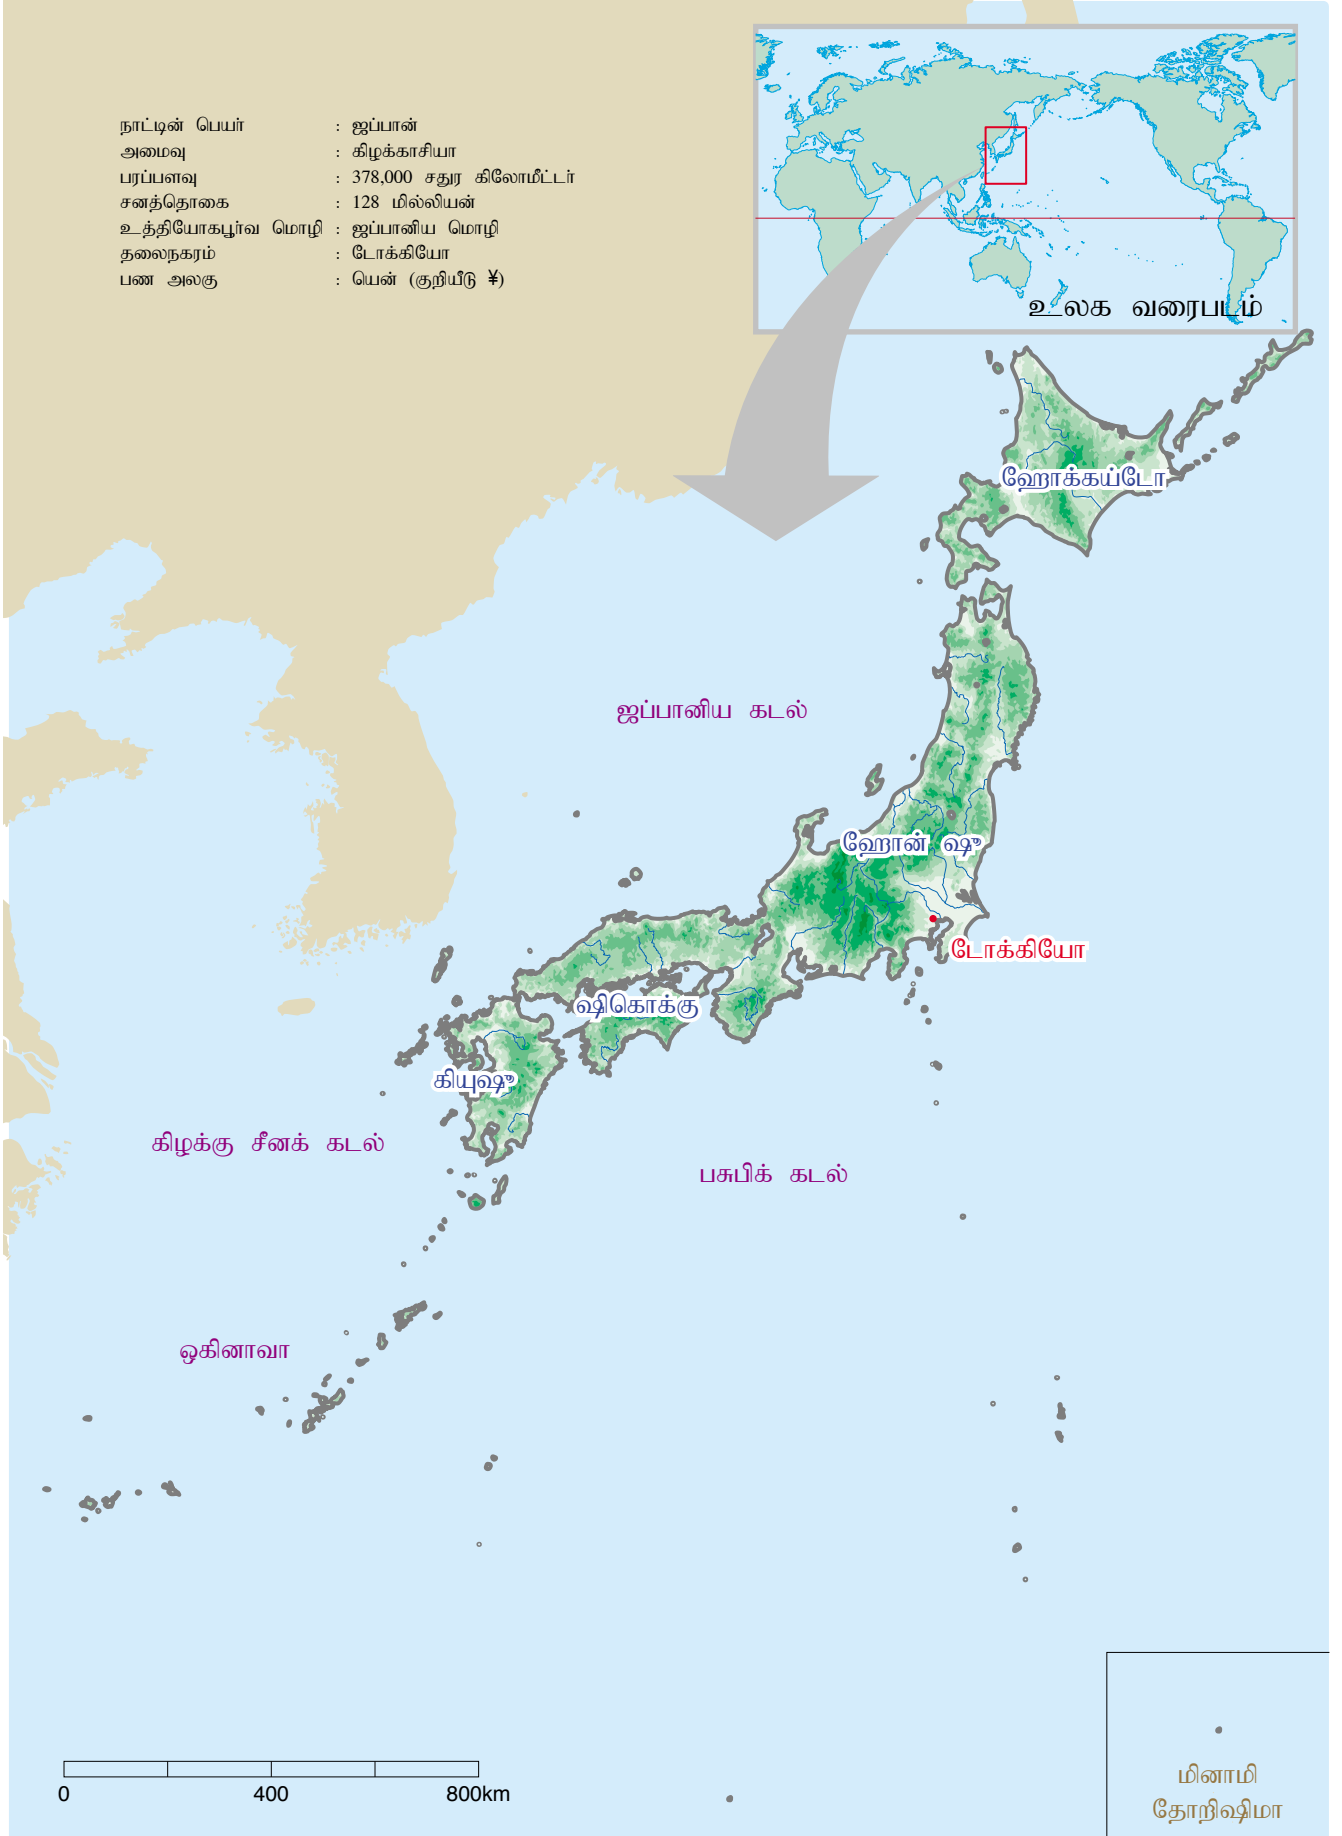 நாட்டின் பெயர் : ஜப்பான்
அமைவு : கிழக்காசியா
பரப்பளவு : 378,000 சதுர கிலோமீட்டர்
சனத்தொகை : 128 மில்லியன்
உத்தியோகபூர்வ மொழி : ஜப்பானிய மொழி
தலைநகரம் : டோக்கியோ
பண அலகு : யென் (குறியீடு ¥)
உலக வரைபடம்
ஹோக்கய்டோ
ஜப்பானிய கடல்
ஹோன் ஷு
டோக்கியோ
ஷிகொக்கு
கியுஷு
கிழக்கு சீனக் கடல்
பசுபிக் கடல்
ஒகினாவா
0 400 800km
மினாமி
தோறிஷிமா